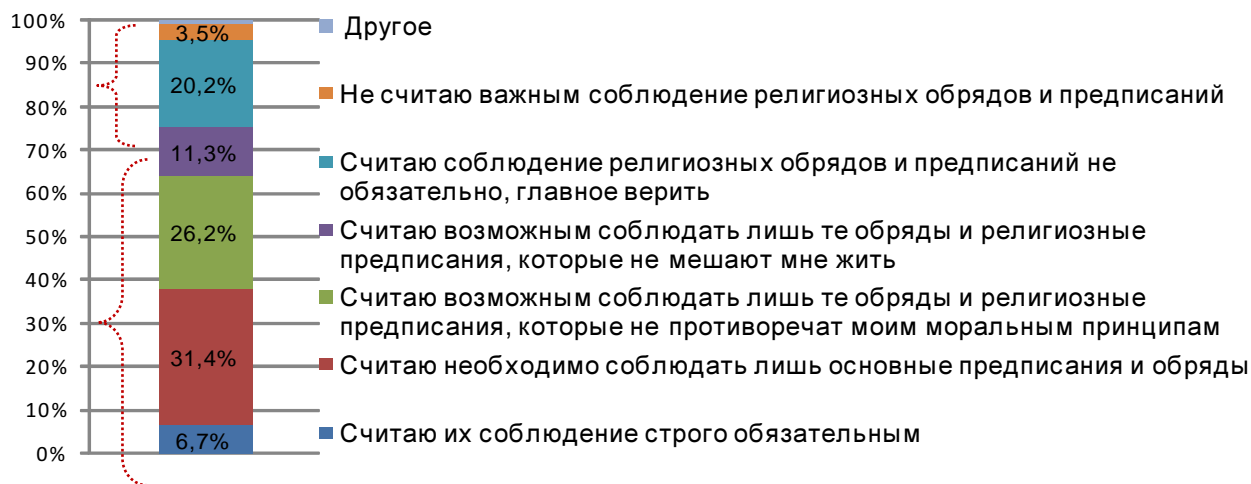 100%
90%
80%
70%
60%
50%
40%
30%
20%
10%
0%
3,5%
20,2%
11,3%
26,2%
31,4%
6,7%
Другое
Не считаю важным соблюдение религиозных обрядов и предписаний
Считаю соблюдение религиозных обрядов и предписаний не
обязательно, главное верить
Считаю возможным соблюдать лишь те обряды и религиозные
предписания, которые не мешают мне жить
Считаю возможным соблюдать лишь те обряды и религиозные
предписания, которые не противоречат моим моральным принципам
Считаю необходимо соблюдать лишь основные предписания и обряды
Считаю их соблюдение строго обязательным